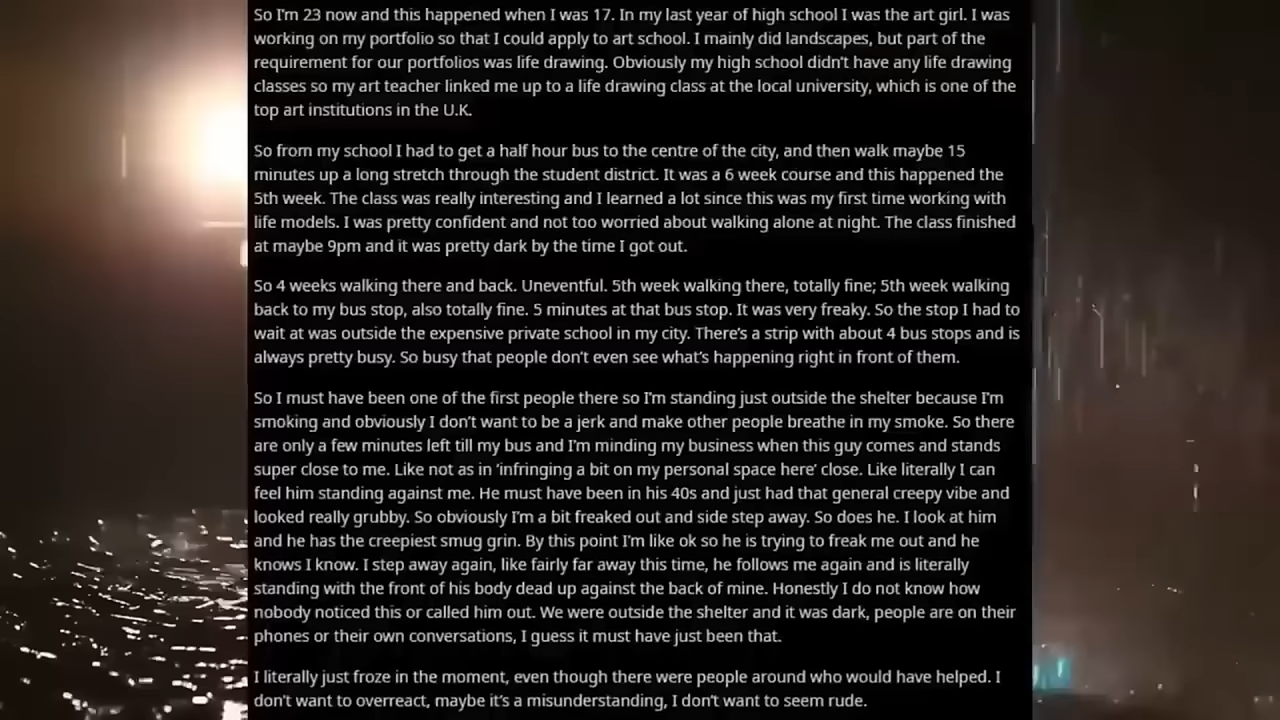 So I'm 23 now and this happened when I was 17. In my last year of high school I was the art girl. I was
working on my portfolio so that I could apply to art school. I mainly did landscapes, but part of the
requirement for our portfolios was life drawing. Obviously my high school didn't have any life drawing
classes so my art teacher linked me up to a life drawing class at the local university, which is one of the
top art institutions in the U.K.
So from my school I had to get a half hour bus to the centre of the city, and then walk maybe 15
minutes up a long stretch through the student district. It was a 6 week course and this happened the
5th week. The class was really interesting and I learned a lot since this was my first time working with
life models. I was pretty confident and not too worried about walking alone at night. The class finished
at maybe 9pm and it was pretty dark by the time I got out.
So 4 weeks walking there and back. Uneventful. 5th week walking there, totally fine; 5th week walking
back to my bus stop, also totally fine. 5 minutes at that bus stop. It was very freaky. So the stop I had to
wait at was outside the expensive private school in my city. There's a strip with about 4 bus stops and is
always pretty busy. So busy that people don't even see what's happening right in front of them.
So I must have been one of the first people there so I'm standing just outside the shelter because I'm
smoking and obviously I don't want to be a jerk and make other people breathe in my smoke. So there
are only a few minutes left till my bus and I'm minding my business when this guy comes and stands
super close to me. Like not as in 'infringing a bit on my personal space here' close. Like literally I can
feel him standing against me. He must have been in his 40s and just had that general creepy vibe and
looked really grubby. So obviously I'm a bit freaked out and side step away. So does he. I look at him
and he has the creepiest smug grin. By this point I'm like ok so he is trying to freak me out and he
knows I know. I step away again, like fairly far away this time, he follows me again and is literally
standing with the front of his body dead up against the back of mine. Honestly I do not know how
nobody noticed this or called him out. We were outside the shelter and it was dark, people are on their
phones or their own conversations, I guess it must have just been that.
I literally just froze in the moment, even though there were people around who would have helped. I
don't want to overreact, maybe it's a misunderstanding, I don't want to seem rude.